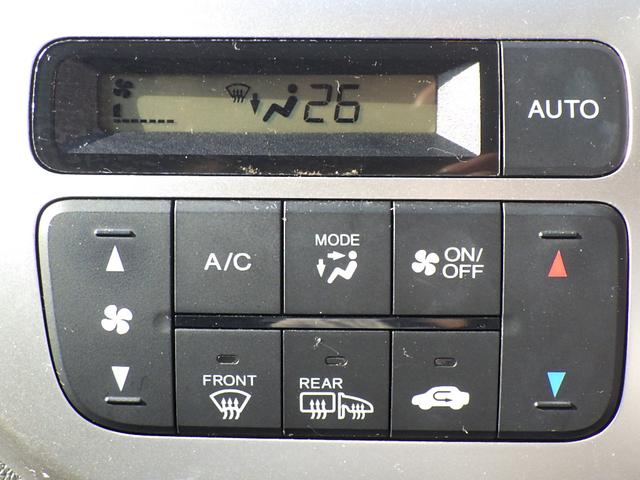 26
AUTO
A/C
MODE
ON/
OFF
FRONT
REAR